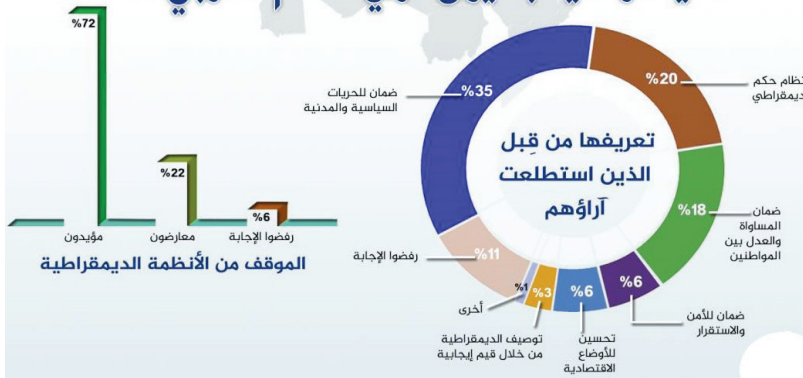 %35
ضمان للحريات
السياسية والمدنية
%20
نظام حكم
ديمقراطي
%18
ضمان
المساواة
والعدل بين
المواطنين
%6
ضمان للأمن
والاستقرار
%6
تحسين
للأوضاع
الاقتصادية
%3
توصيف الديمقراطية
من خلال قيم إيجابية
%1
أخرى
%11
رفضوا الإجابة
تعريفها من قِبل
الذين استطلعت
آراؤهم
%72
%22
%6
رفضوا الإجابة
معارضون
مؤيدون
الموقف من الأنظمة الديمقراطية